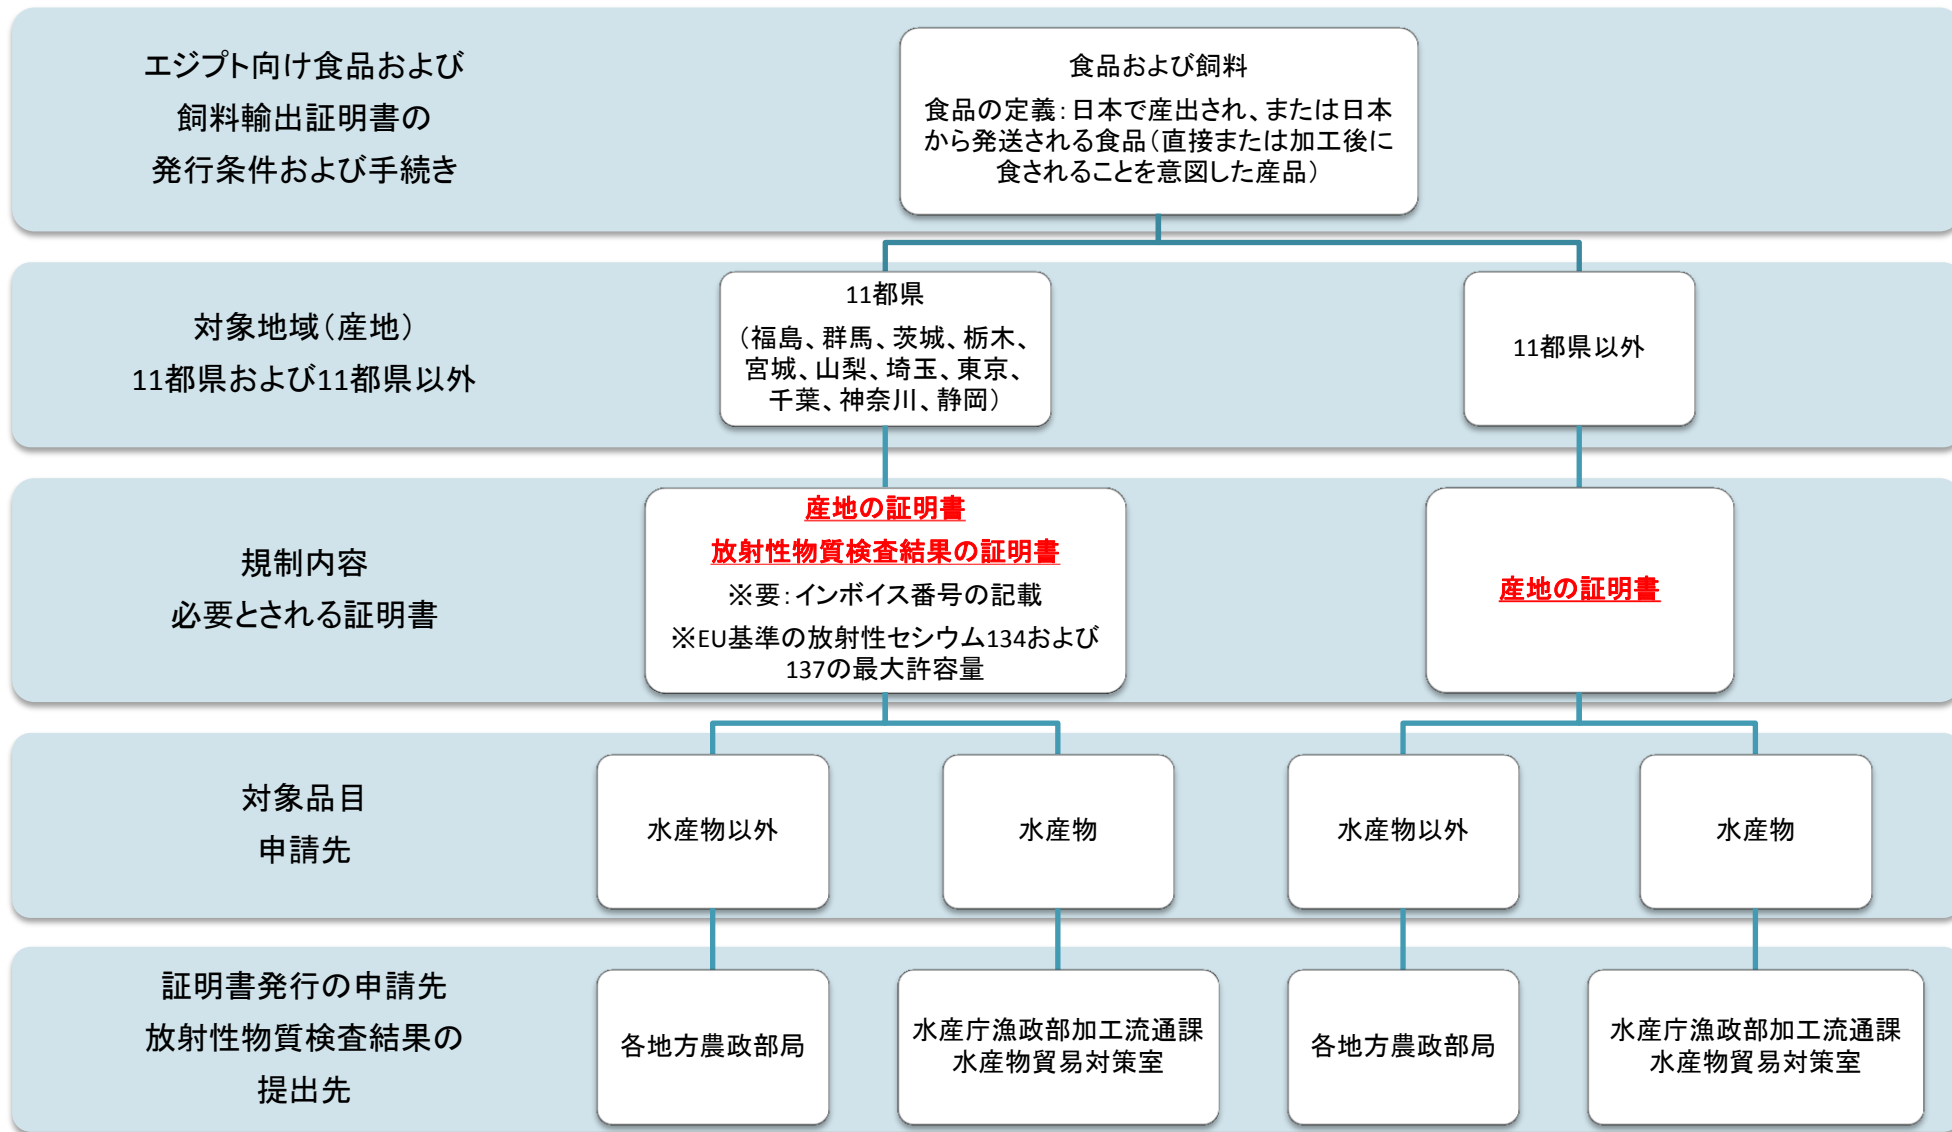 エジプト向け食品および
飼料輸出証明書の
発行条件および手続き
食品および飼料
食品の定義：日本で産出され、または日本
から発送される食品（直接または加工後に
食されることを意図した産品）
対象地域（産地）
11都県および11都県以外
11都県
（福島、群馬、茨城、栃木、
宮城、山梨、埼玉、東京、
千葉、神奈川、静岡）
11都県以外
規制内容
必要とされる証明書
産地の証明書
放射性物質検査結果の証明書
※要：インボイス番号の記載
※EU基準の放射性セシウム134および
137の最大許容量
産地の証明書
対象品目
申請先
水産物以外
水産物
水産物以外
水産物
証明書発行の申請先
放射性物質検査結果の
提出先
各地方農政部局
水産庁漁政部加工流通課
水産物貿易対策室
各地方農政部局
水産庁漁政部加工流通課
水産物貿易対策室